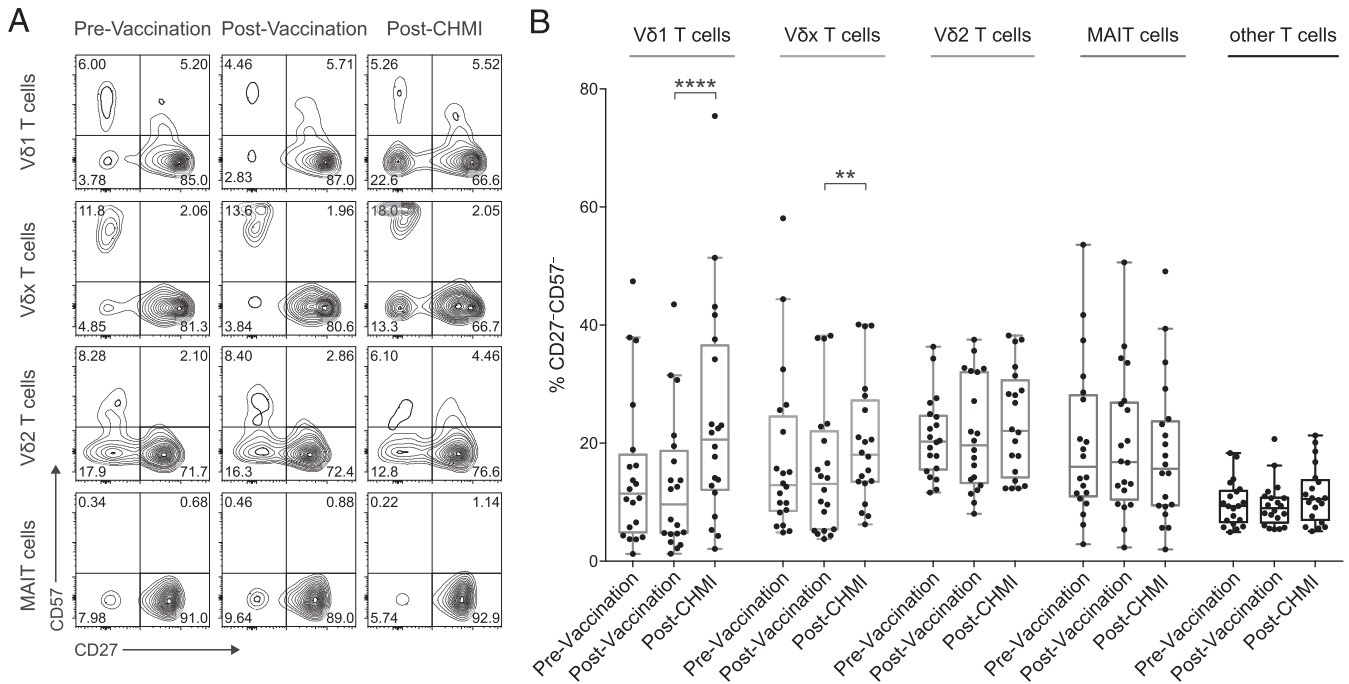 A
Pre-Vaccination Post-Vaccination Post-CHMI
Vδ1 T cells
6.00 5.20
3.78 85.0
4.46 5.71
2.83 87.0
5.26 5.52
22.6 66.6
Vδx T cells
11.8 2.06
4.85 81.3
13.6 1.96
3.84 80.6
18.0 2.05
13.3 66.7
Vδ2 T cells
8.28 2.10
17.9 71.7
8.40 2.86
16.3 72.4
6.10 4.46
12.8 76.6
MAIT cells
0.34 0.68
7.98 91.0
0.46 0.88
9.64 89.0
0.22 1.14
5.74 92.9
CD57
CD27
B
Vδ1 T cells Vδx T cells Vδ2 T cells MAIT cells other T cells
****
**
% CD27⁻CD57⁻
80
60
40
20
0
Pre-Vaccination
Post-Vaccination
Post-CHMI
Pre-Vaccination
Post-Vaccination
Post-CHMI
Pre-Vaccination
Post-Vaccination
Post-CHMI
Pre-Vaccination
Post-Vaccination
Post-CHMI
Pre-Vaccination
Post-Vaccination
Post-CHMI